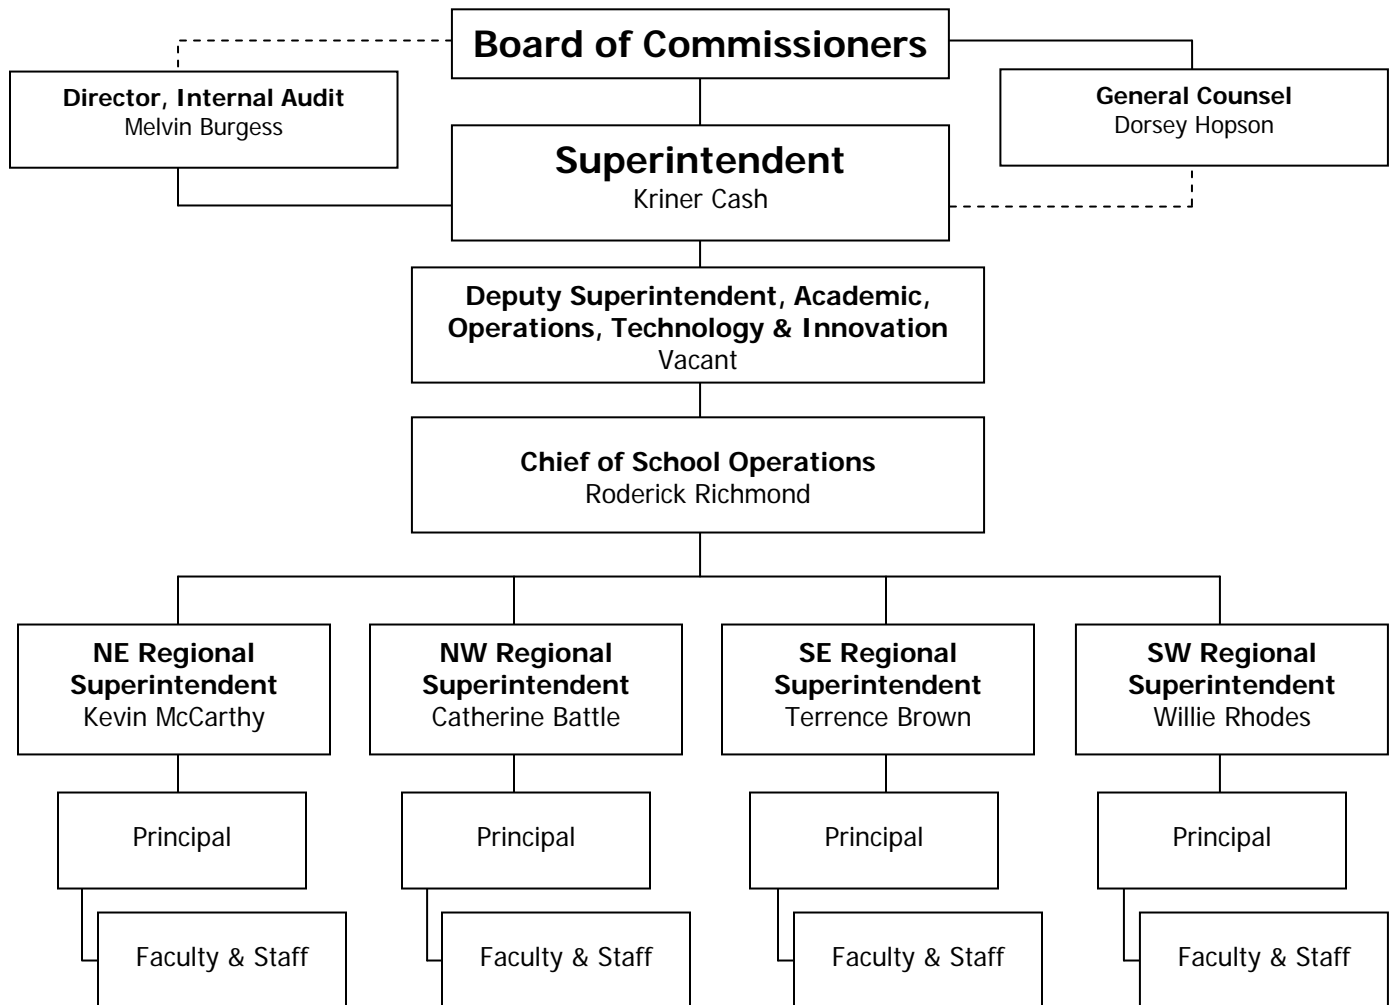 Board of Commissioners
Director, Internal Audit
Melvin Burgess
General Counsel
Dorsey Hopson
Superintendent
Kriner Cash
Deputy Superintendent, Academic,
Operations, Technology & Innovation
Vacant
Chief of School Operations
Roderick Richmond
NE Regional
Superintendent
Kevin McCarthy
NW Regional
Superintendent
Catherine Battle
SE Regional
Superintendent
Terrence Brown
SW Regional
Superintendent
Willie Rhodes
Principal
Principal
Principal
Principal
Faculty & Staff
Faculty & Staff
Faculty & Staff
Faculty & Staff